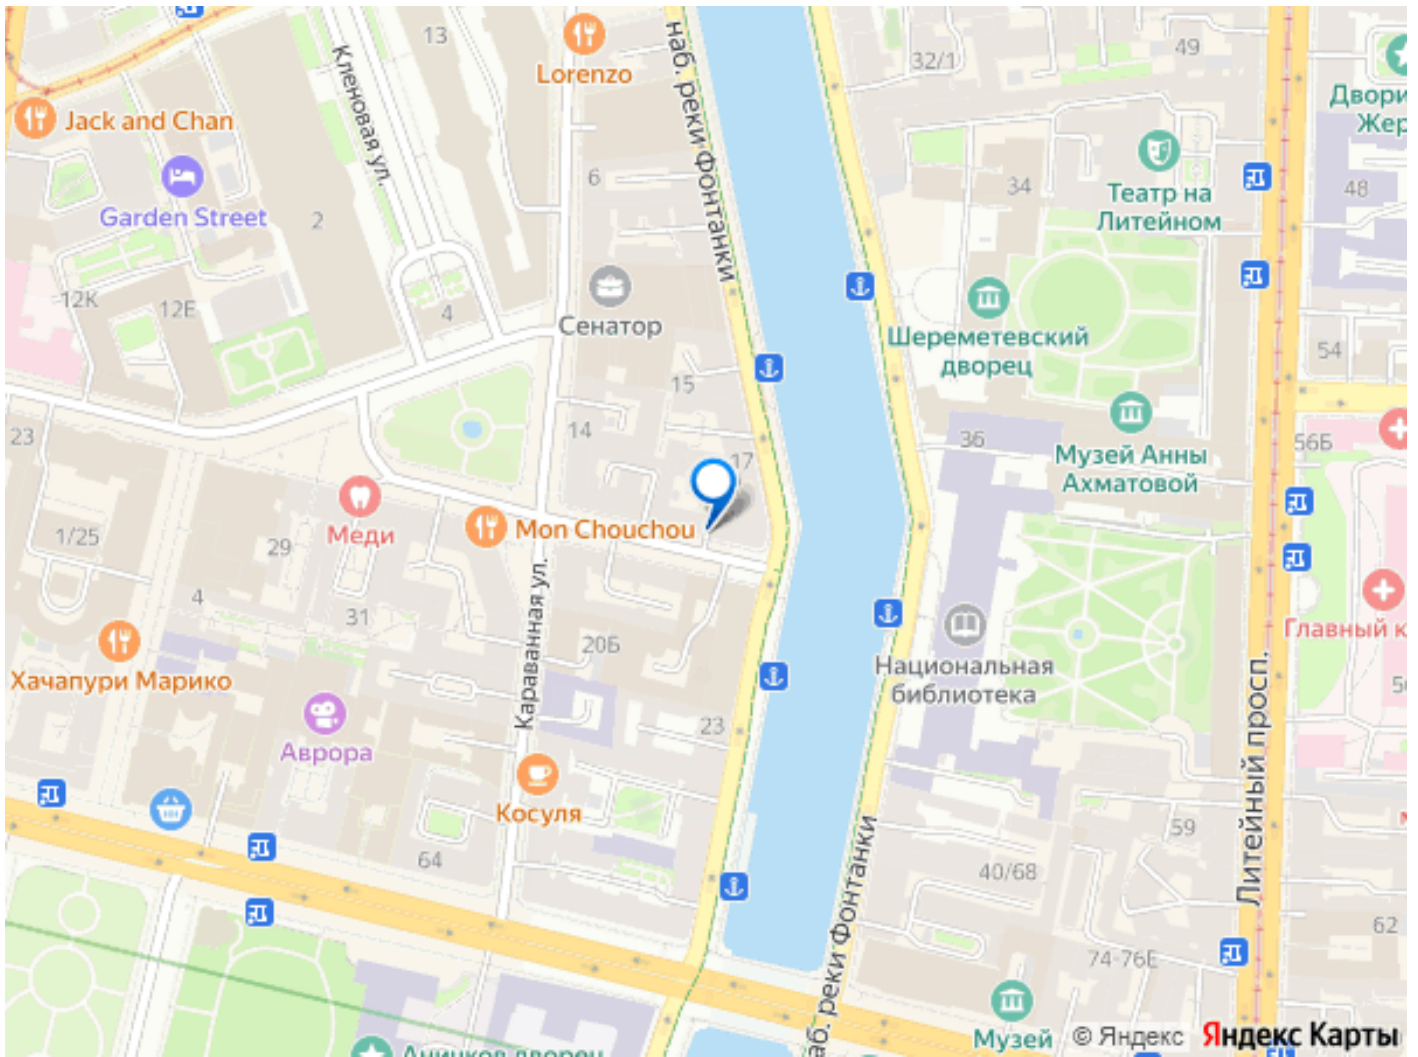 13
Lorenzo
наб. реки Фонтанки
32/1
49
Кленовая ул.
Jack and Chan
Garden Street
2
6
34
Театр на
Литейном
48
12К
12Е
4
Сенатор
Шереметевский
дворец
15
54
23
14
17
36
Музей Анны
Ахматовой
56Б
Меди
Mon Chouchou
1/25
29
4
31
Караванная ул.
20Б
Национальная
библиотека
Главный к
Хачапури Марико
Аврора
23
Косуля
64
59
40/68
Литейный просп.
62
74-76Е
наб. реки Фонтанки
Музей
Аничков дворец
© Яндекс
Яндекс Карты